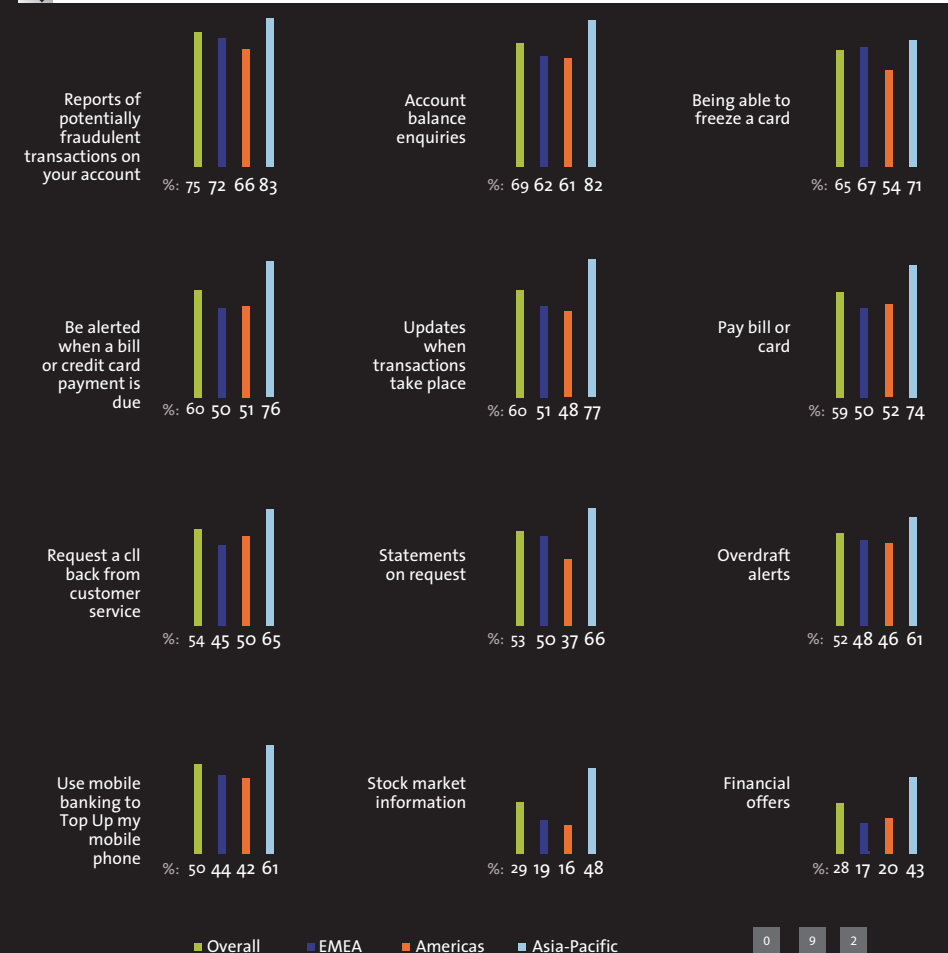 Reports of
potentially
fraudulent
transactions on
your account
%: 75 72 66 83
Account
balance
enquiries
%: 69 62 61 82
Being able to
freeze a card
%: 65 67 54 71
Be alerted
when a bill
or credit card
payment is
due
%: 60 50 51 76
Updates
when
transactions
take place
%: 60 51 48 77
Pay bill or
card
%: 59 50 52 74
Request a cll
back from
customer
service
%: 54 45 50 65
Statements
on request
%: 53 50 37 66
Overdraft
alerts
%: 52 48 46 61
Use mobile
banking to
Top Up my
mobile
phone
%: 50 44 42 61
Stock market
information
%: 29 19 16 48
Financial
offers
%: 28 17 20 43
Overall EMEA Americas Asia-Pacific
0 9 2